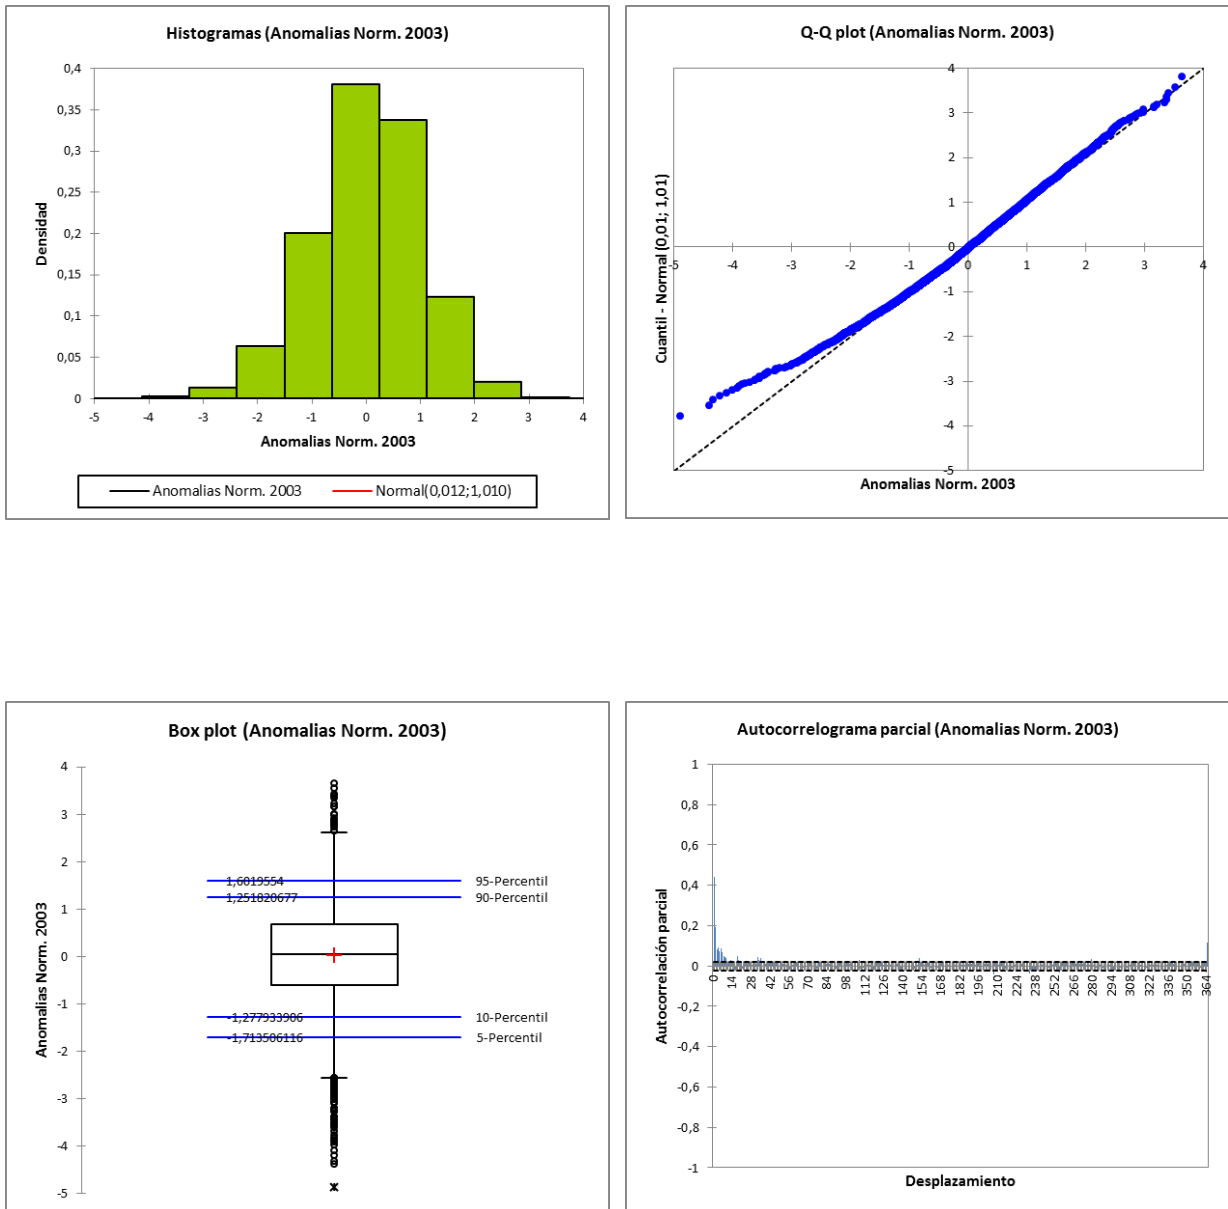 Histogramas (Anomalias Norm. 2003)
0,4
0,35
0,3
0,25
0,2
0,15
0,1
0,05
0
Densidad
-5 -4 -3 -2 -1 0 1 2 3 4
Anomalias Norm. 2003
Anomalias Norm. 2003 Normal(0,012;1,010)
Q-Q plot (Anomalias Norm. 2003)
4
3
2
1
0
-1
-2
-3
-4
-5
Cuantil - Normal (0,01; 1,01)
-5 -4 -3 -2 -1 0 1 2 3 4
Anomalias Norm. 2003
Box plot (Anomalias Norm. 2003)
4
3
2
1
0
-1
-2
-3
-4
-5
Anomalias Norm. 2003
1,6019554 95-Percentil
1,251820677 90-Percentil
-1,277933906 10-Percentil
-1,713506116 5-Percentil
Autocorrelograma parcial (Anomalias Norm. 2003)
1
0,8
0,6
0,4
0,2
0
-0,2
-0,4
-0,6
-0,8
-1
Autocorrelación parcial
0 14 28 42 56 70 84 98 112 126 140 154 168 182 196 210 224 238 252 266 280 294 308 322 336 350 364
Desplazamiento